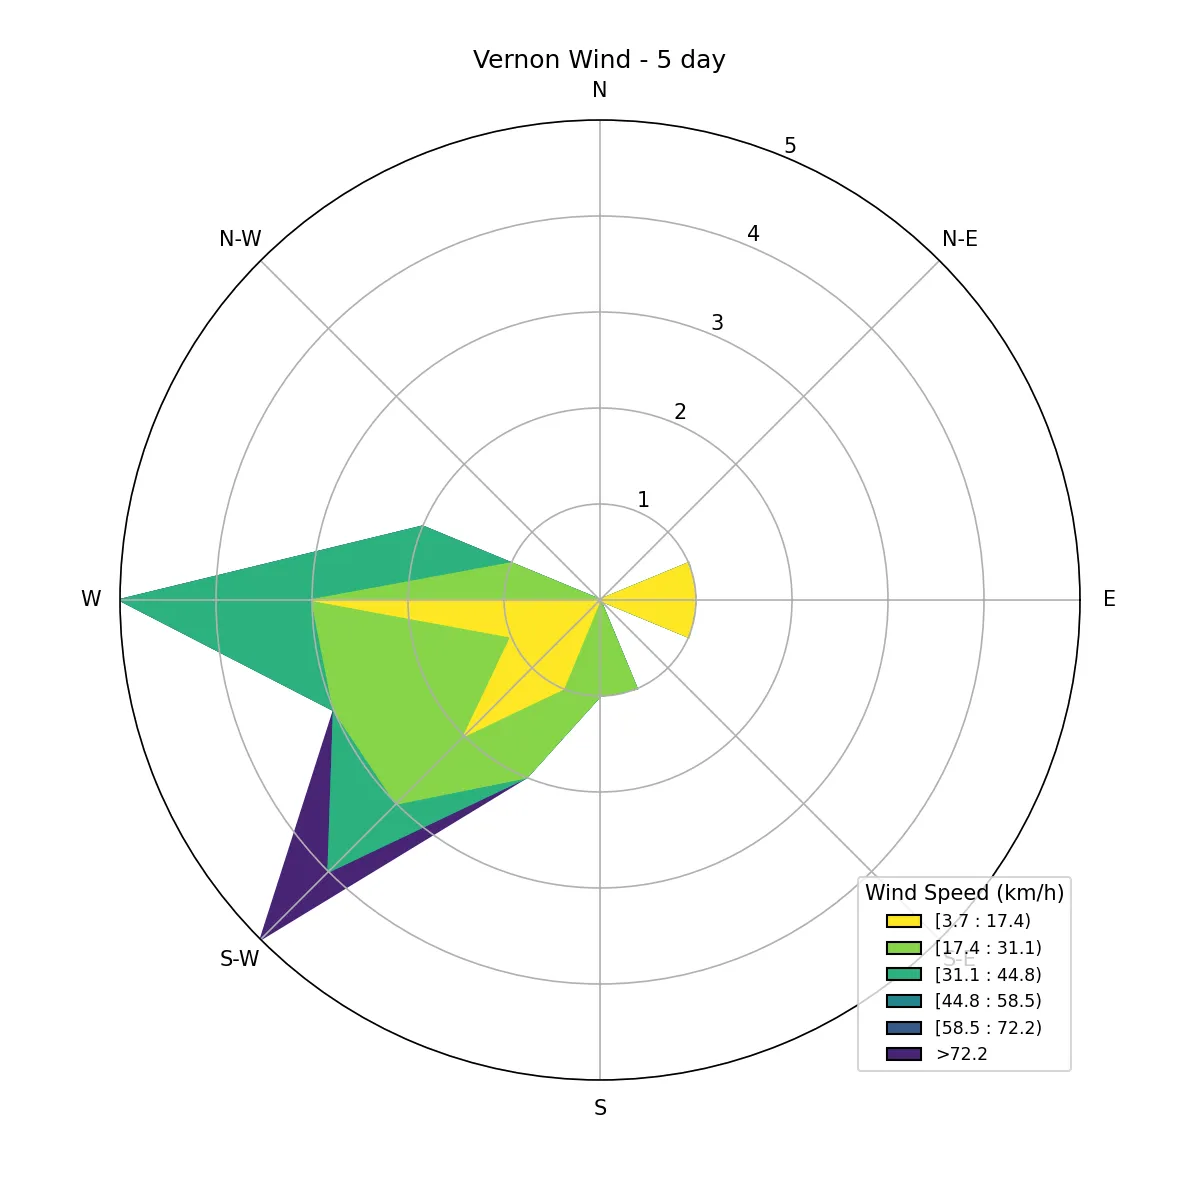 Vernon Wind - 5 day
N
5
N-W
N-E
4
3
2
1
W
E
S-W
S-E
S
Wind Speed (km/h)
[3.7 : 17.4)
[17.4 : 31.1)
[31.1 : 44.8)
[44.8 : 58.5)
[58.5 : 72.2)
>72.2